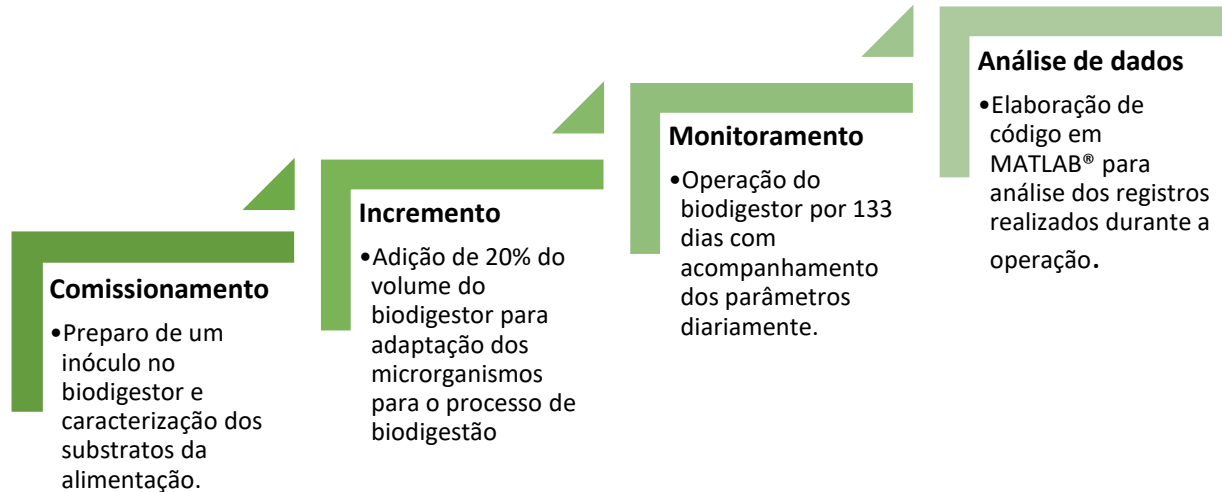 Comissionamento
•Preparo de um
inóculo no
biodigestor e
caracterização dos
substratos da
alimentação.
Incremento
•Adição de 20% do
volume do
biodigestor para
adaptação dos
microrganismos
para o processo de
biodigestão
Monitoramento
•Operação do
biodigestor por 133
dias com
acompanhamento
dos parâmetros
diariamente.
Análise de dados
•Elaboração de
código em
MATLAB® para
análise dos registros
realizados durante a
operação.